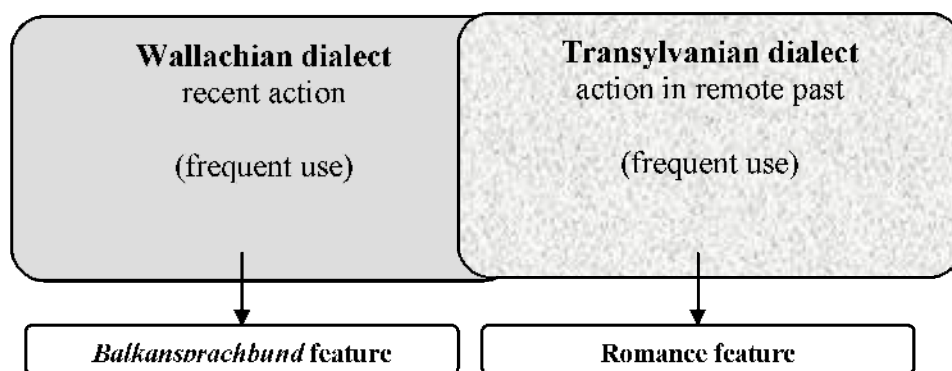 Wallachian dialect
recent action
(frequent use)
Transylvanian dialect
action in remote past
(frequent use)
Balkansprachbund feature
Romance feature